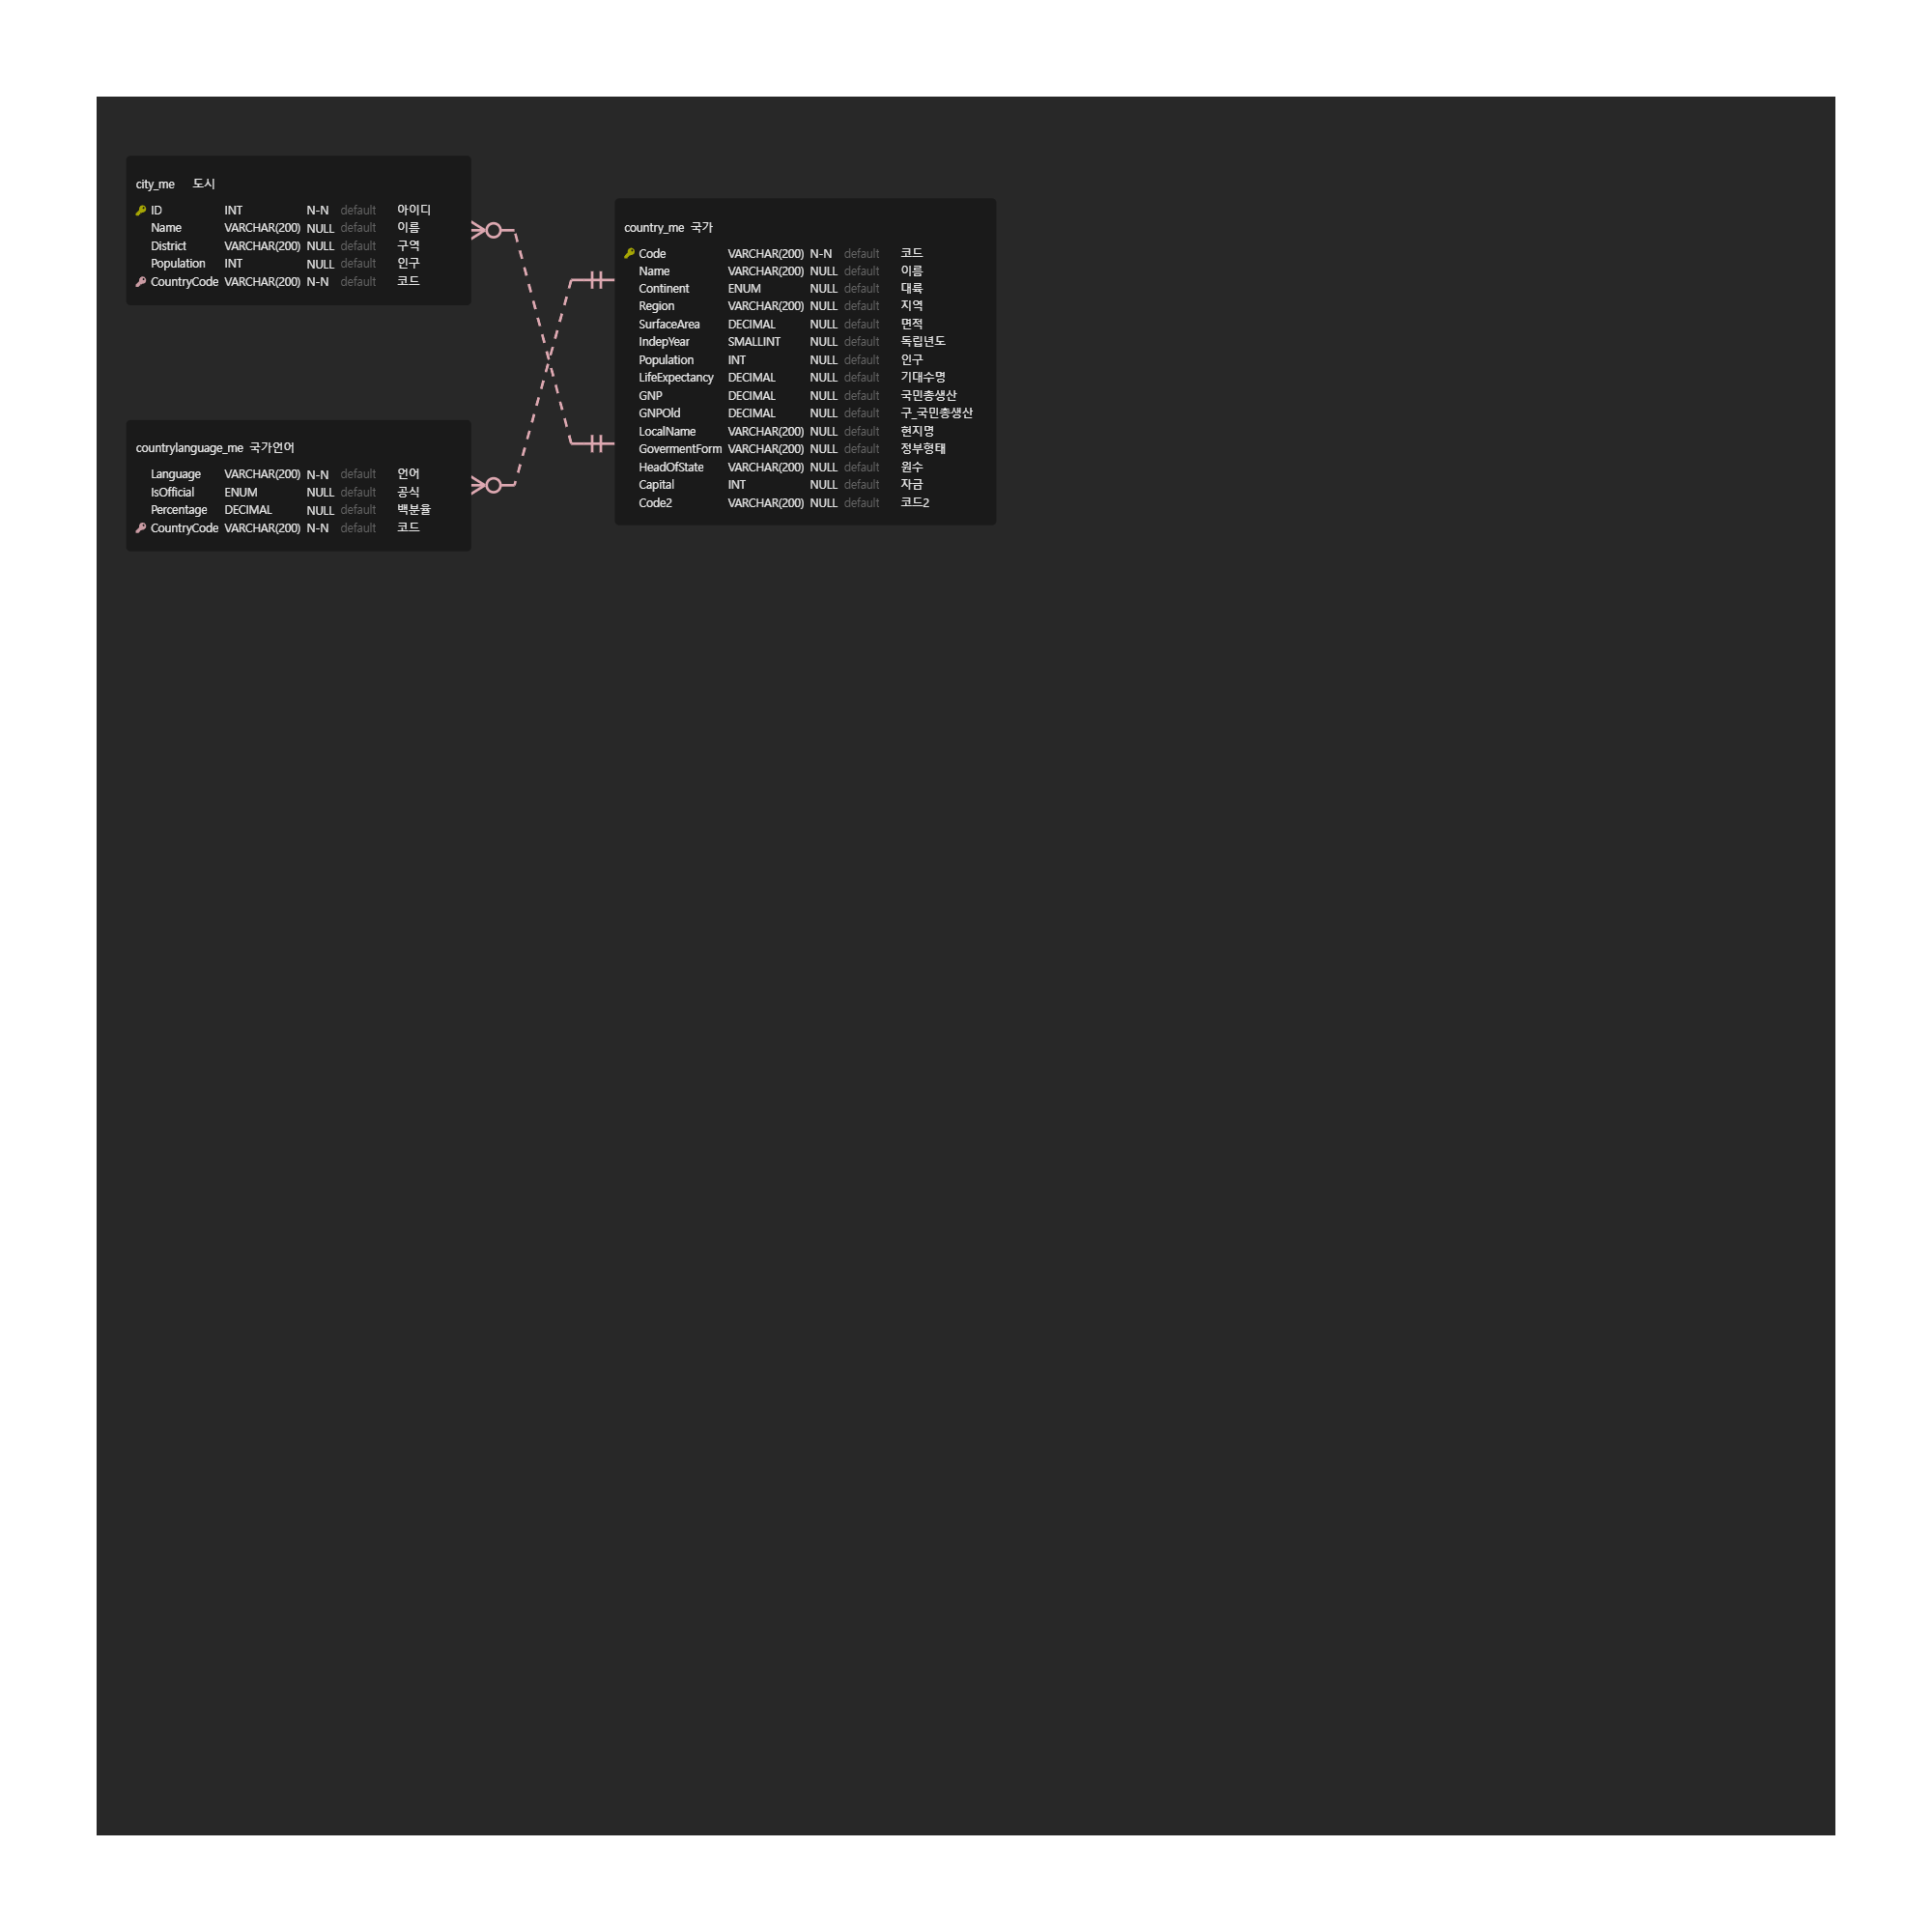 city_me 도시
ID INT N-N default 아이디
Name VARCHAR(200) NULL default 이름
District VARCHAR(200) NULL default 구역
Population INT NULL default 인구
CountryCode VARCHAR(200) N-N default 코드
country_me 국가
Code VARCHAR(200) N-N default 코드
Name VARCHAR(200) NULL default 이름
Continent ENUM NULL default 대륙
Region VARCHAR(200) NULL default 지역
SurfaceArea DECIMAL NULL default 면적
IndepYear SMALLINT NULL default 독립년도
Population INT NULL default 인구
LifeExpectancy DECIMAL NULL default 기대수명
GNP DECIMAL NULL default 국민총생산
GNPOld DECIMAL NULL default 구_국민총생산
LocalName VARCHAR(200) NULL default 현지명
GovermentForm VARCHAR(200) NULL default 정부형태
HeadOfState VARCHAR(200) NULL default 원수
Capital INT NULL default 자금
Code2 VARCHAR(200) NULL default 코드2
countrylanguage_me 국가언어
Language VARCHAR(200) N-N default 언어
IsOfficial ENUM NULL default 공식
Percentage DECIMAL NULL default 백분율
CountryCode VARCHAR(200) N-N default 코드